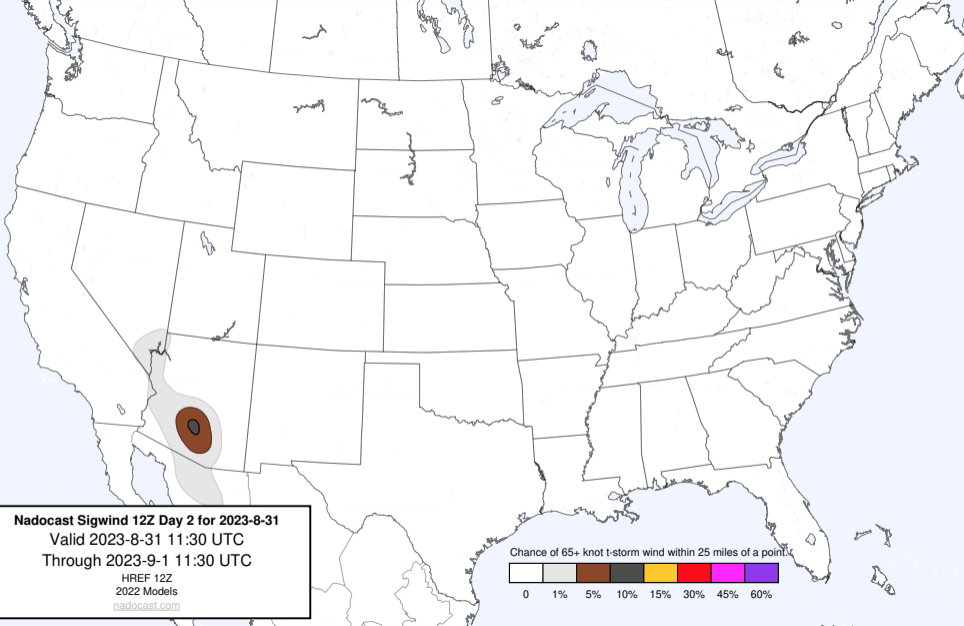 Nadocast Sigwind 12Z Day 2 for 2023-8-31
Valid 2023-8-31 11:30 UTC
Through 2023-9-1 11:30 UTC
HREF 12Z
2022 Models
nadocast.com
Chance of 65+ knot t-storm wind within 25 miles of a point.
0 1% 5% 10% 15% 30% 45% 60%